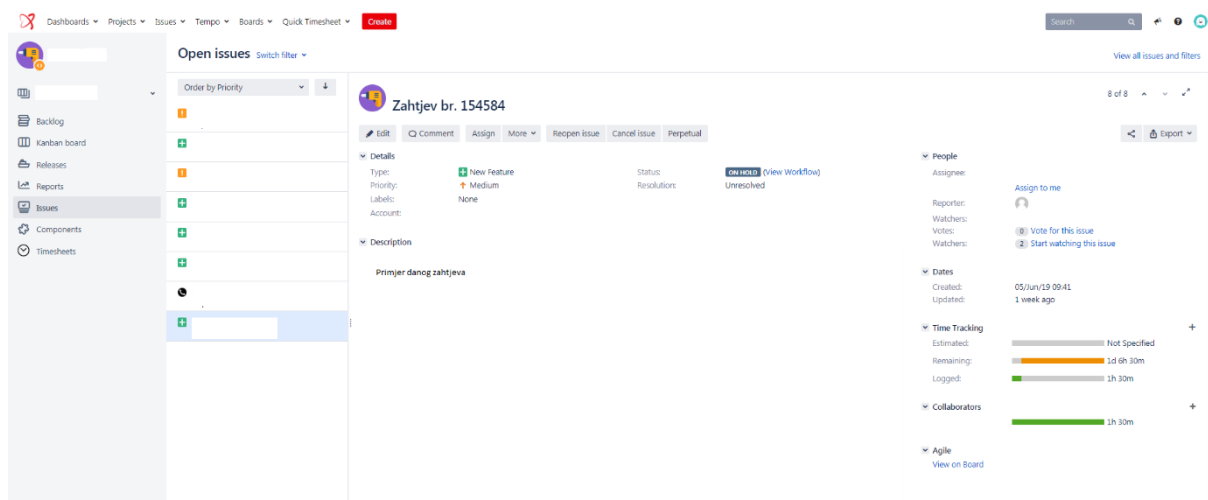 Dashboards Projects Issues Tempo Boards Quick Timesheet Create Search
Open issues Switch filter View all issues and filters
Order by Priority
8 of 8
Zahtjev br. 154584
Backlog
Kanban board
Releases
Reports
Issues
Components
Timesheets
Edit Comment Assign More Reopen issue Cancel issue Perpetual Export
Details
Type: New Feature Status: ON HOLD (View Workflow)
Priority: Medium Resolution: Unresolved
Labels: None
Account:
Description
Primjer danog zahtjeva
People
Assignee:
Assign to me
Reporter:
Watchers:
Votes: 0 Vote for this issue
Watchers: 2 Start watching this issue
Dates
Created: 05/Jun/19 09:41
Updated: 1 week ago
Time Tracking
Estimated: Not Specified
Remaining: 1d 6h 30m
Logged: 1h 30m
Collaborators
1h 30m
Agile
View on Board